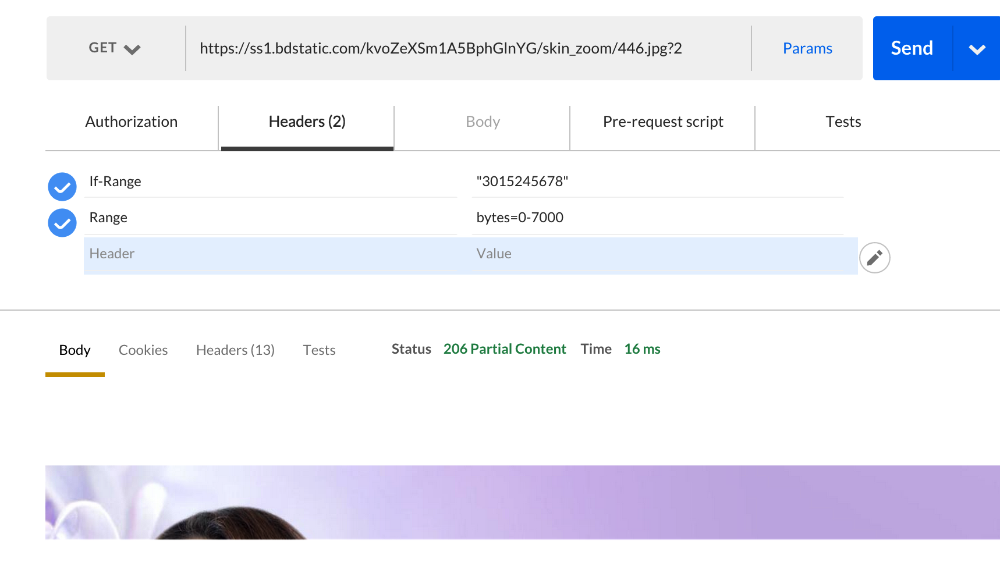 GET https://ss1.bdstatic.com/kvoZeXSm1A5BphGlnYG/skin_zoom/446.jpg?2 Params Send
Authorization Headers (2) Body Pre-request script Tests
If-Range "3015245678"
Range bytes=0-7000
Header Value
Body Cookies Headers (13) Tests Status 206 Partial Content Time 16 ms